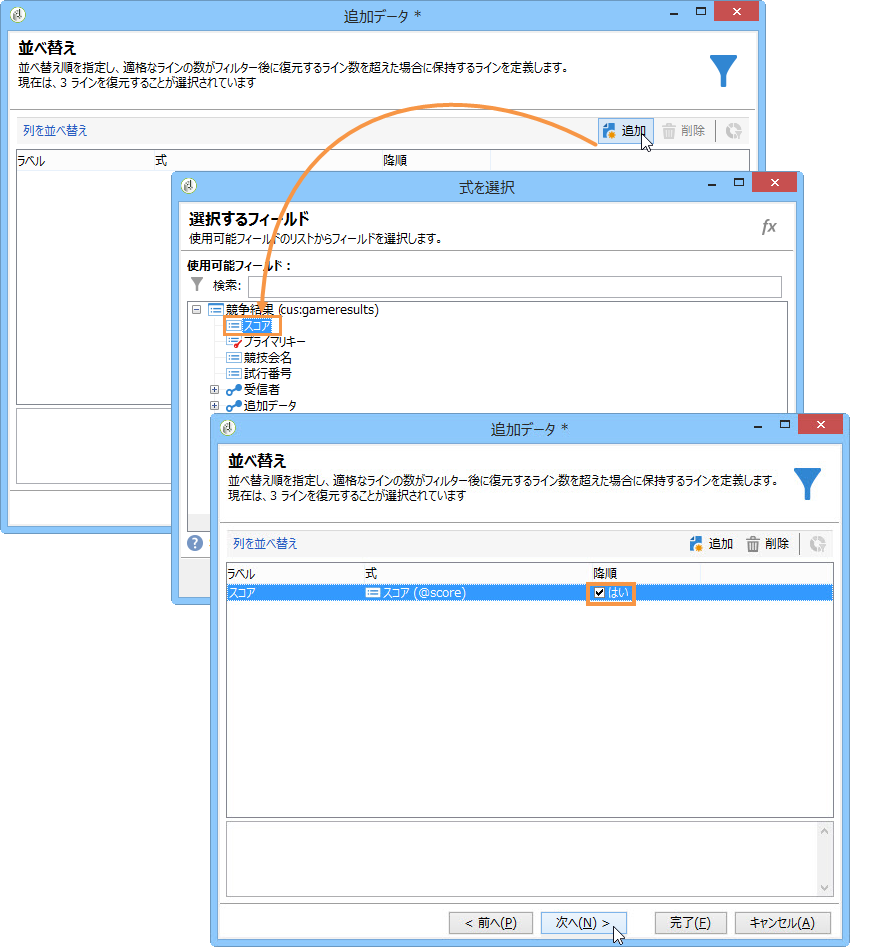 追加データ *
並べ替え
並べ替え順を指定し、適格なラインの数がフィルター後に復元するライン数を超えた場合に保持するラインを定義します。
現在は、3 ラインを復元することが選択されています
列を並べ替え
追加
削除
ラベル 式 降順
式を選択
選択するフィールド
使用可能フィールドのリストからフィールドを選択します。
fx
使用可能フィールド :
検索:
競争結果 (cus:gameresults)
スコア
プライマリキー
競技会名
試行番号
受信者
追加データ
追加データ *
並べ替え
並べ替え順を指定し、適格なラインの数がフィルター後に復元するライン数を超えた場合に保持するラインを定義します。
現在は、3 ラインを復元することが選択されています
列を並べ替え
追加
削除
ラベル 式 降順
スコア スコア (@score) はい
< 前へ(P) 次へ(N) > 完了(F) キャンセル(A)